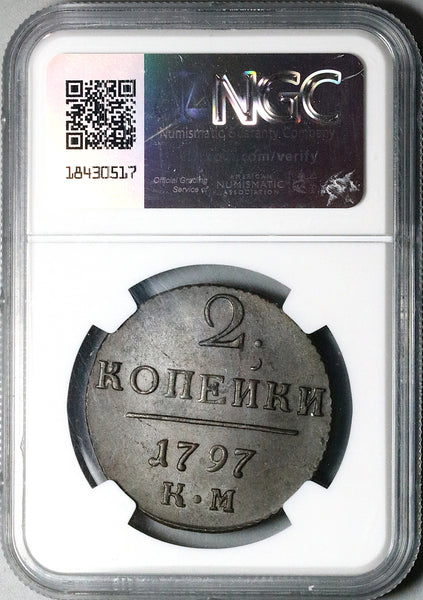 NGC
Numismatic Guaranty Company
.com/verify
18430517
Official Grading
Service of
AMERICAN
NUMISMATIC
ASSOCIATION
2;
КОПЕЙКИ
1797
К·М